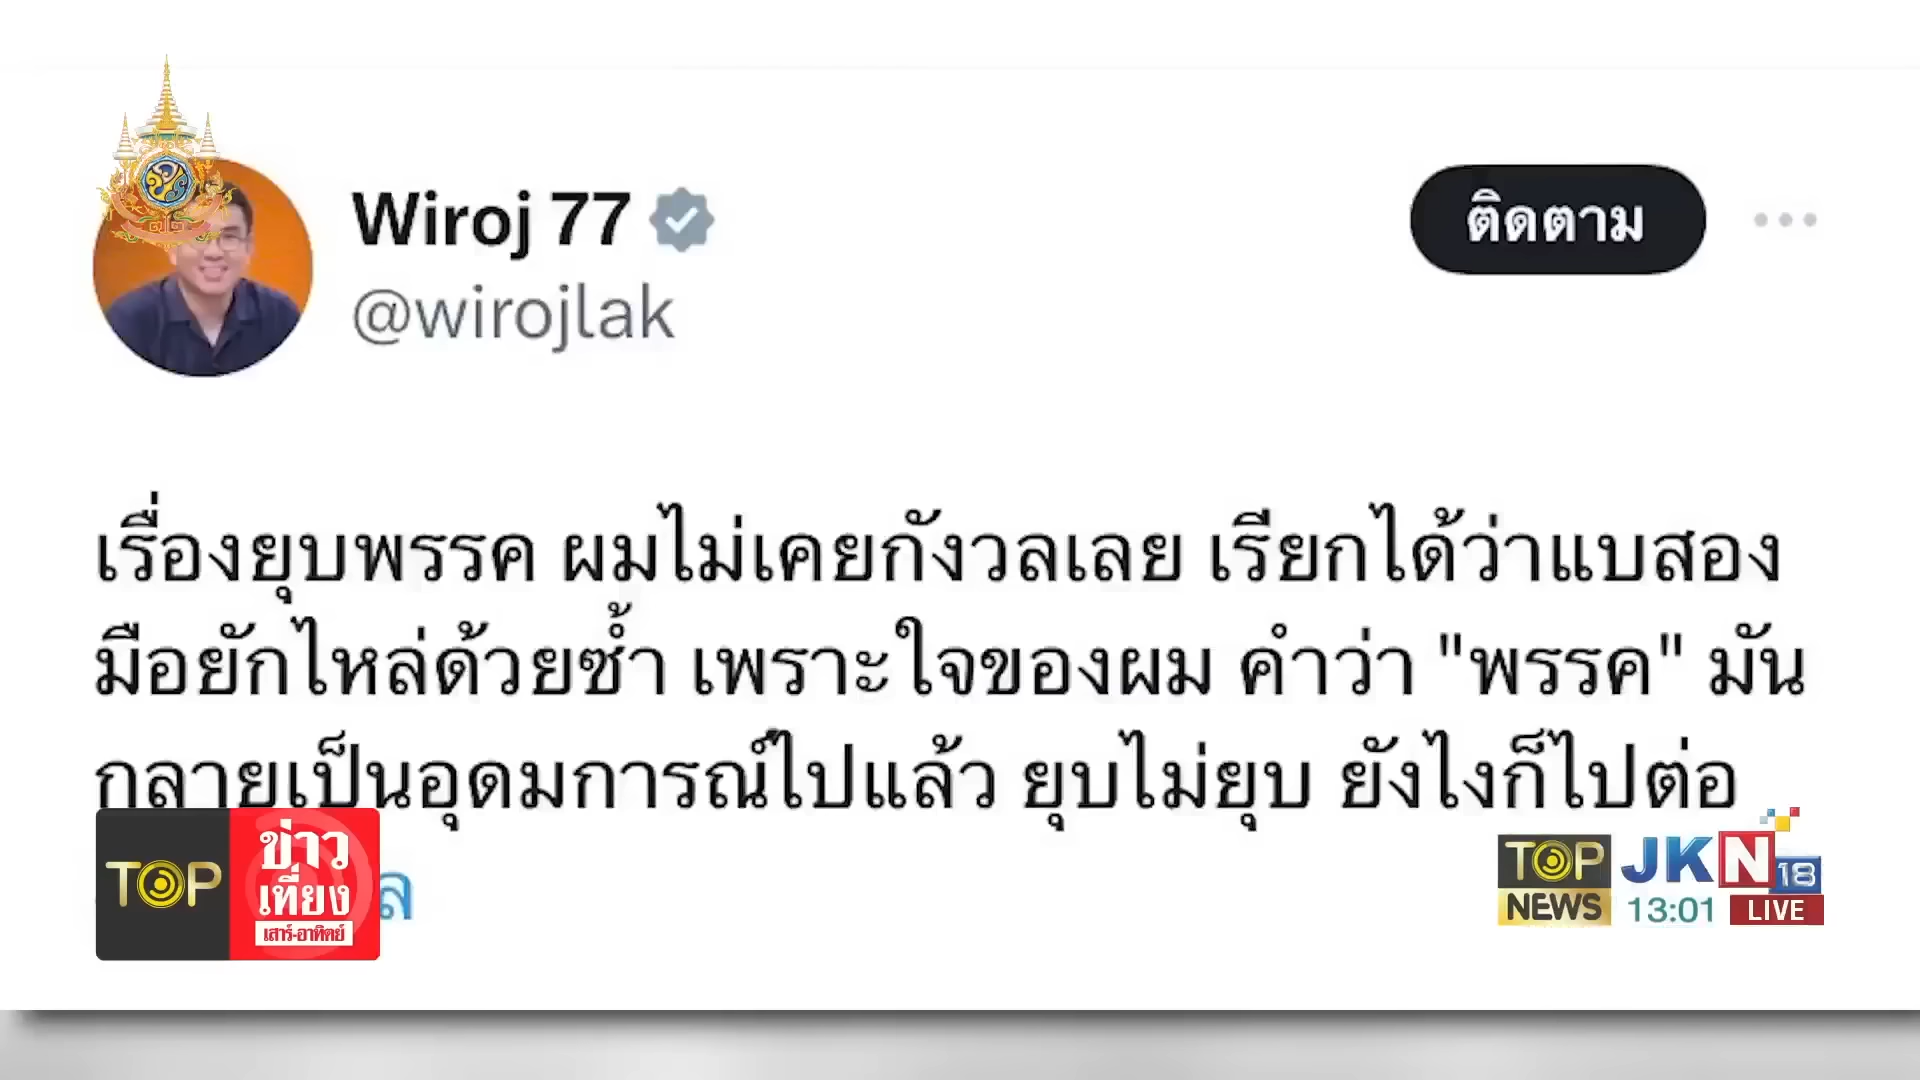 Wiroj 77
@wirojlak
ติดตาม
เรื่องยุบพรรค ผมไม่เคยกังวลเลย เรียกได้ว่าแบสอง
มือยักไหล่ด้วยซ้ำ เพราะใจของผม คำว่า "พรรค" มัน
กลายเป็นอุดมการณ์ไปแล้ว ยุบไม่ยุบ ยังไงก็ไปต่อ
TOP
ข่าว
เที่ยง
เสาร์-อาทิตย์
TOP
NEWS
JKN18
13:01
LIVE